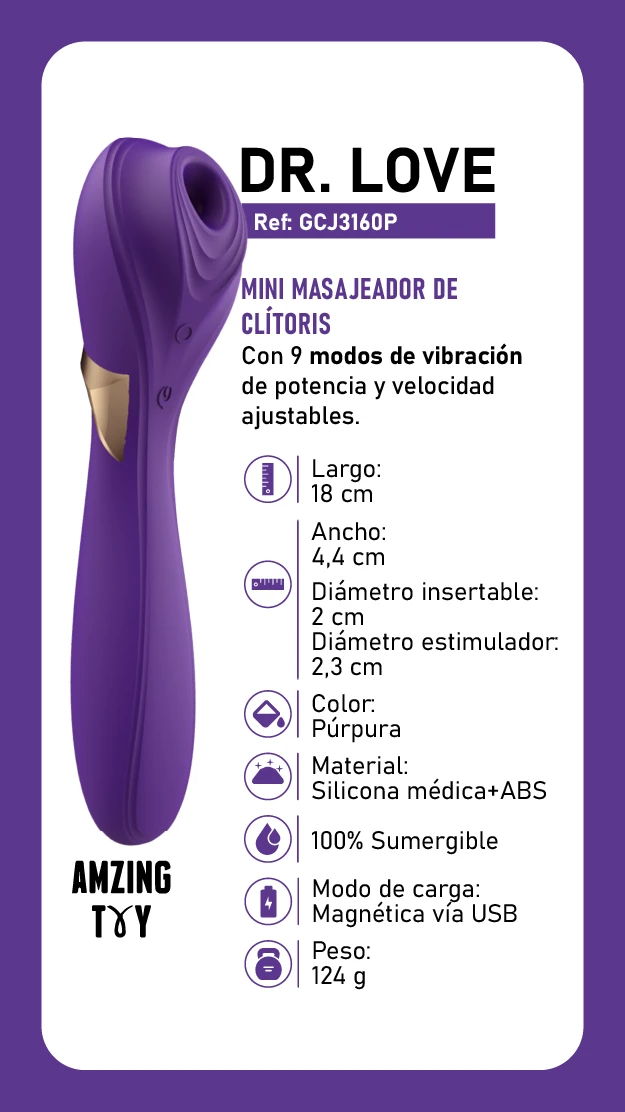 DR. LOVE
Ref: GCJ3160P
MINI MASAJEADOR DE
CLÍTORIS
Con 9 modos de vibración
de potencia y velocidad
ajustables.
Largo:
18 cm
Ancho:
4,4 cm
Diámetro insertable:
2 cm
Diámetro estimulador:
2,3 cm
Color:
Púrpura
Material:
Silicona médica+ABS
100% Sumergible
Modo de carga:
Magnética vía USB
Peso:
124 g
AMZING
TOY